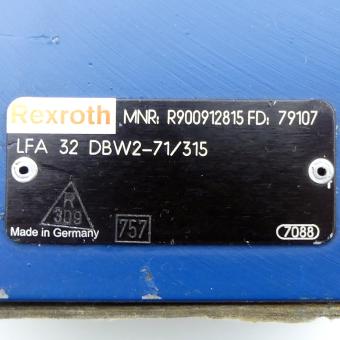 Rexroth MNR: R900912815 FD: 79107
LFA 32 DBW2-71/315
R
309
Made in Germany 757 7088